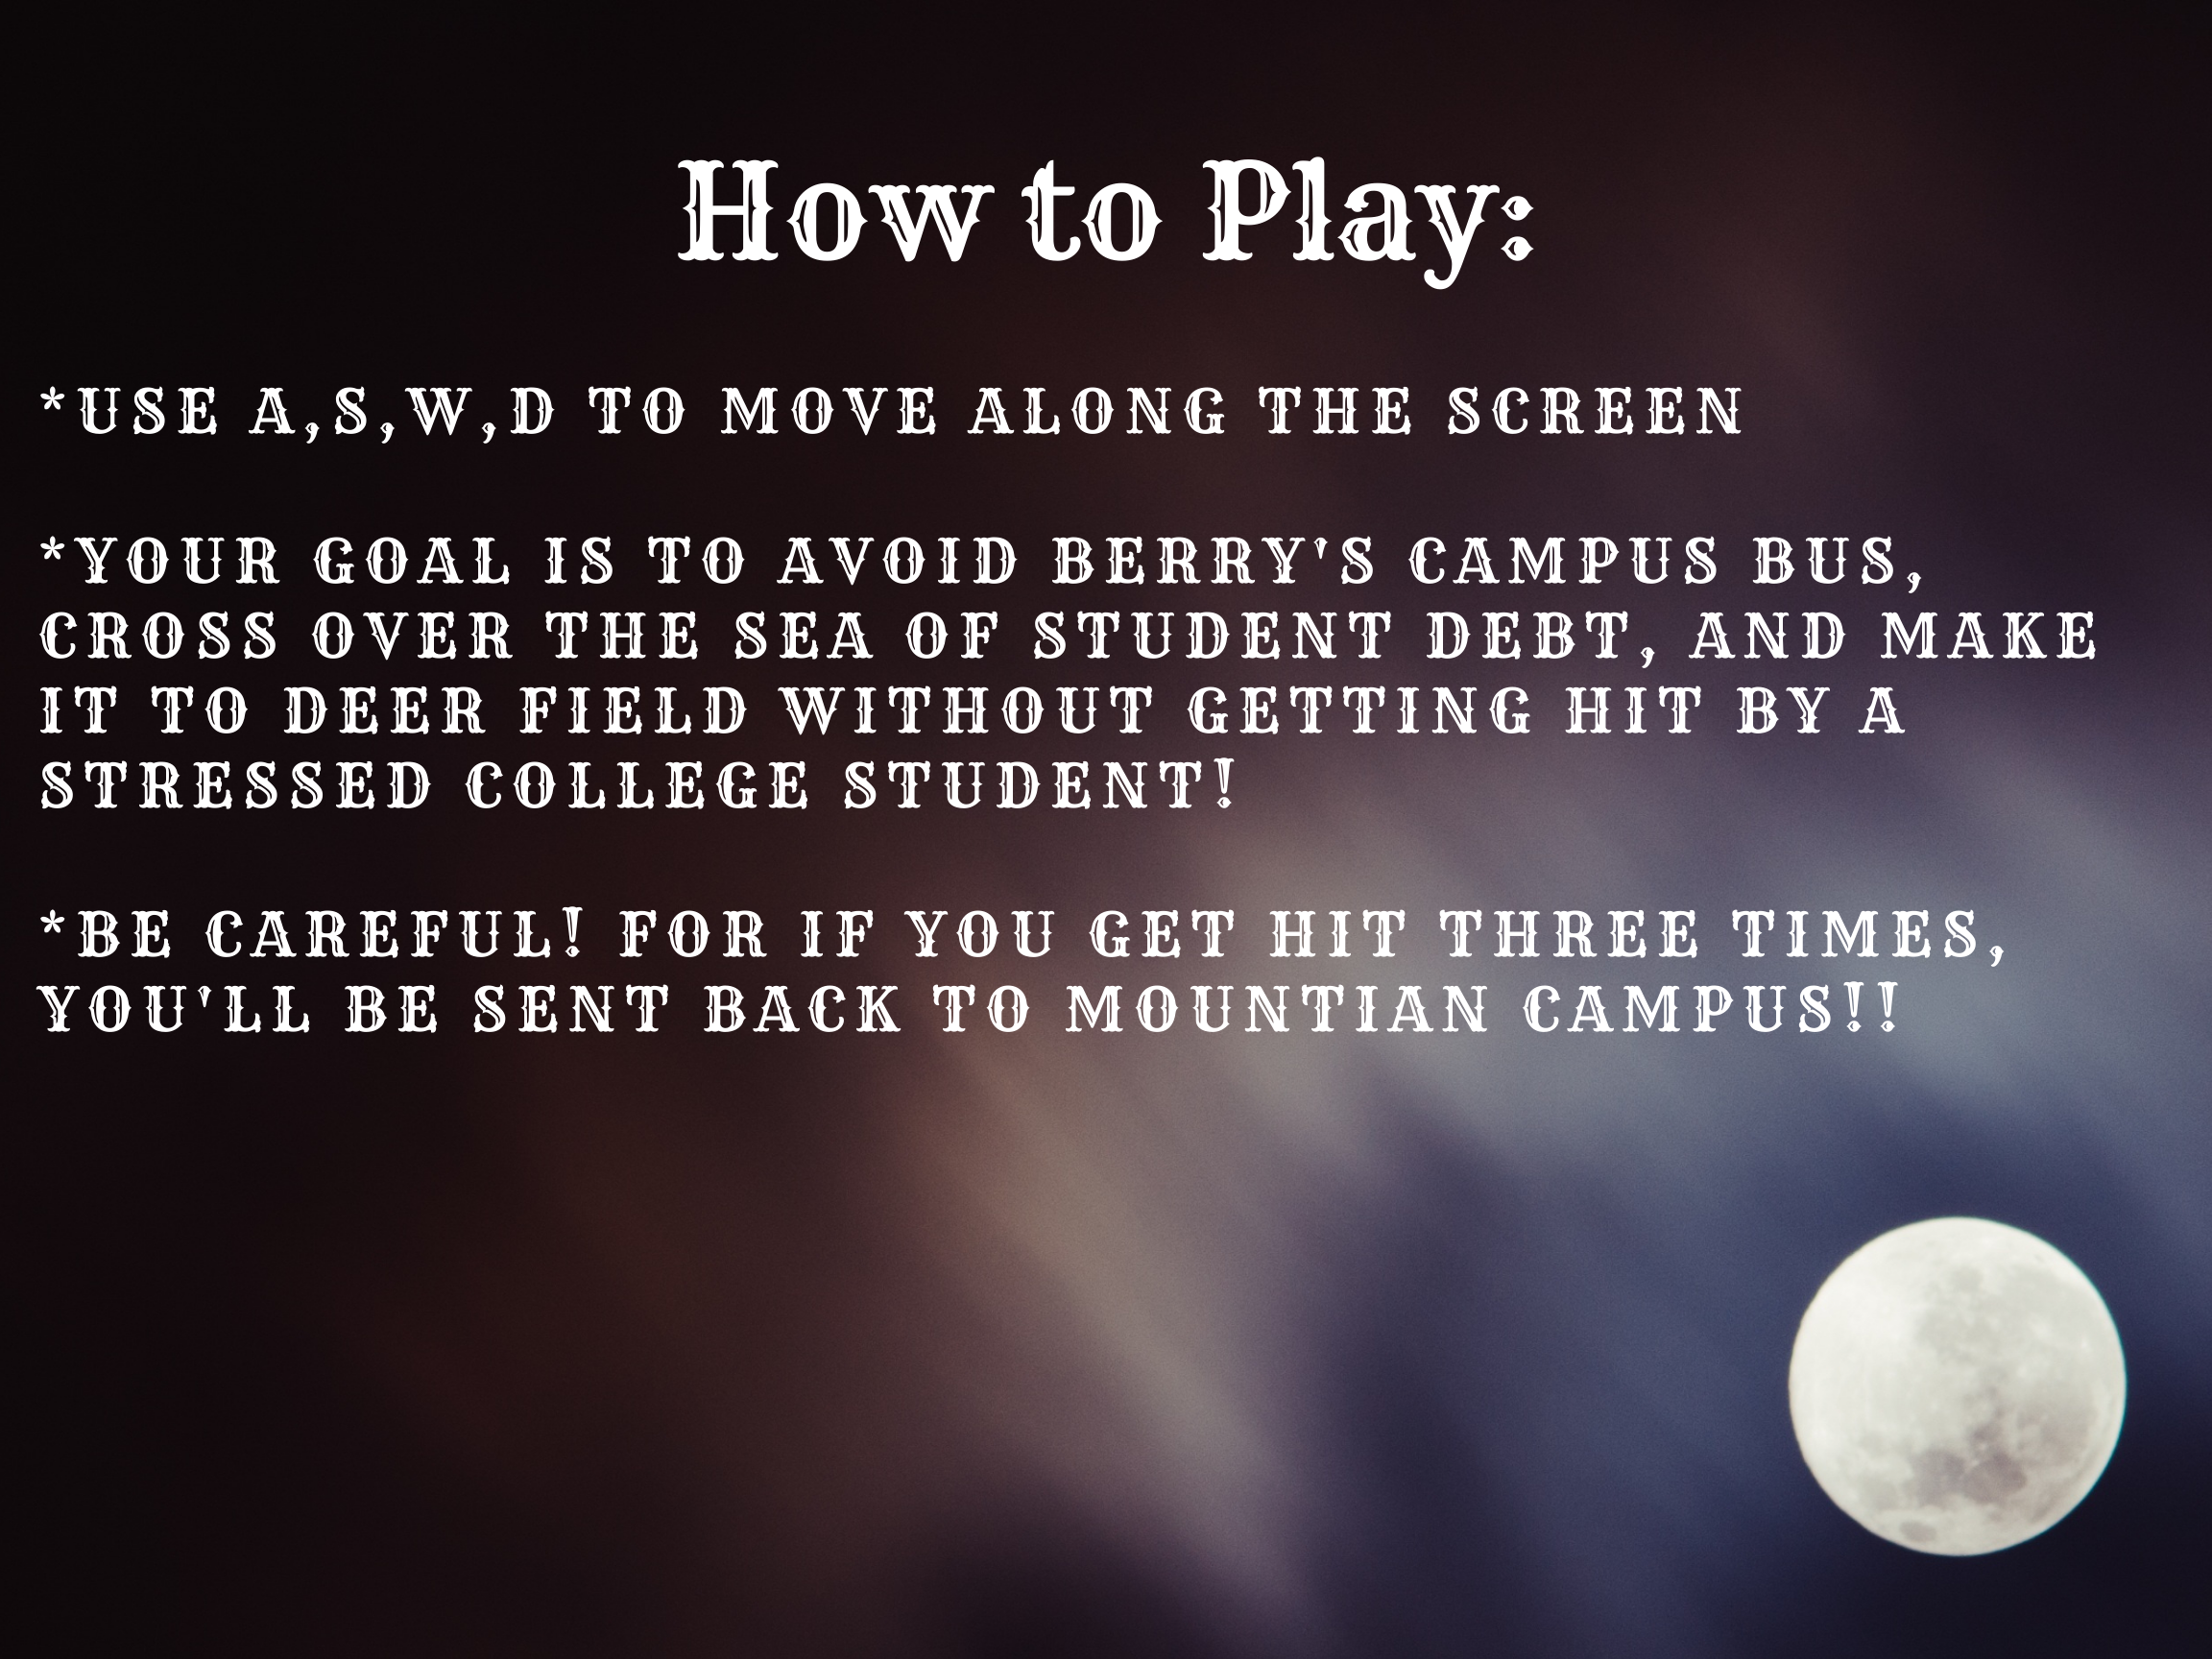 How to Play:
*USE A,S,W,D TO MOVE ALONG THE SCREEN
*YOUR GOAL IS TO AVOID BERRY'S CAMPUS BUS,
CROSS OVER THE SEA OF STUDENT DEBT, AND MAKE
IT TO DEER FIELD WITHOUT GETTING HIT BY A
STRESSED COLLEGE STUDENT!
*BE CAREFUL! FOR IF YOU GET HIT THREE TIMES,
YOU'LL BE SENT BACK TO MOUNTIAN CAMPUS!!